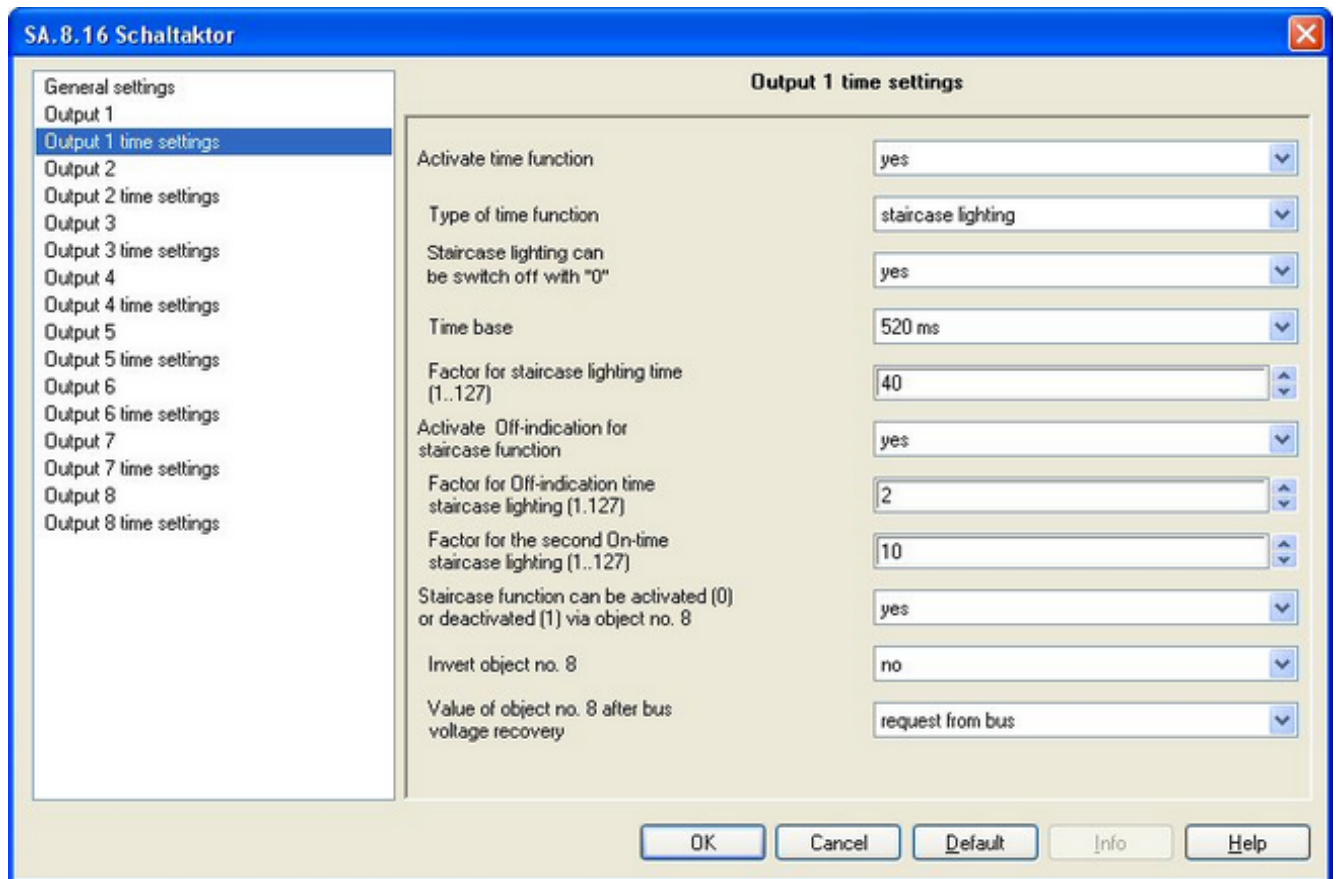 SA.8.16 Schaltaktor
General settings
Output 1
Output 1 time settings
Output 2
Output 2 time settings
Output 3
Output 3 time settings
Output 4
Output 4 time settings
Output 5
Output 5 time settings
Output 6
Output 6 time settings
Output 7
Output 7 time settings
Output 8
Output 8 time settings
Output 1 time settings
Activate time function
yes
Type of time function
staircase lighting
Staircase lighting can
be switch off with "0"
yes
Time base
520 ms
Factor for staircase lighting time
(1..127)
40
Activate Off-indication for
staircase function
yes
Factor for Off-indication time
staircase lighting (1.127)
2
Factor for the second On-time
staircase lighting (1..127)
10
Staircase function can be activated (0)
or deactivated (1) via object no. 8
yes
Invert object no. 8
no
Value of object no. 8 after bus
voltage recovery
request from bus
OK
Cancel
Default
Info
Help